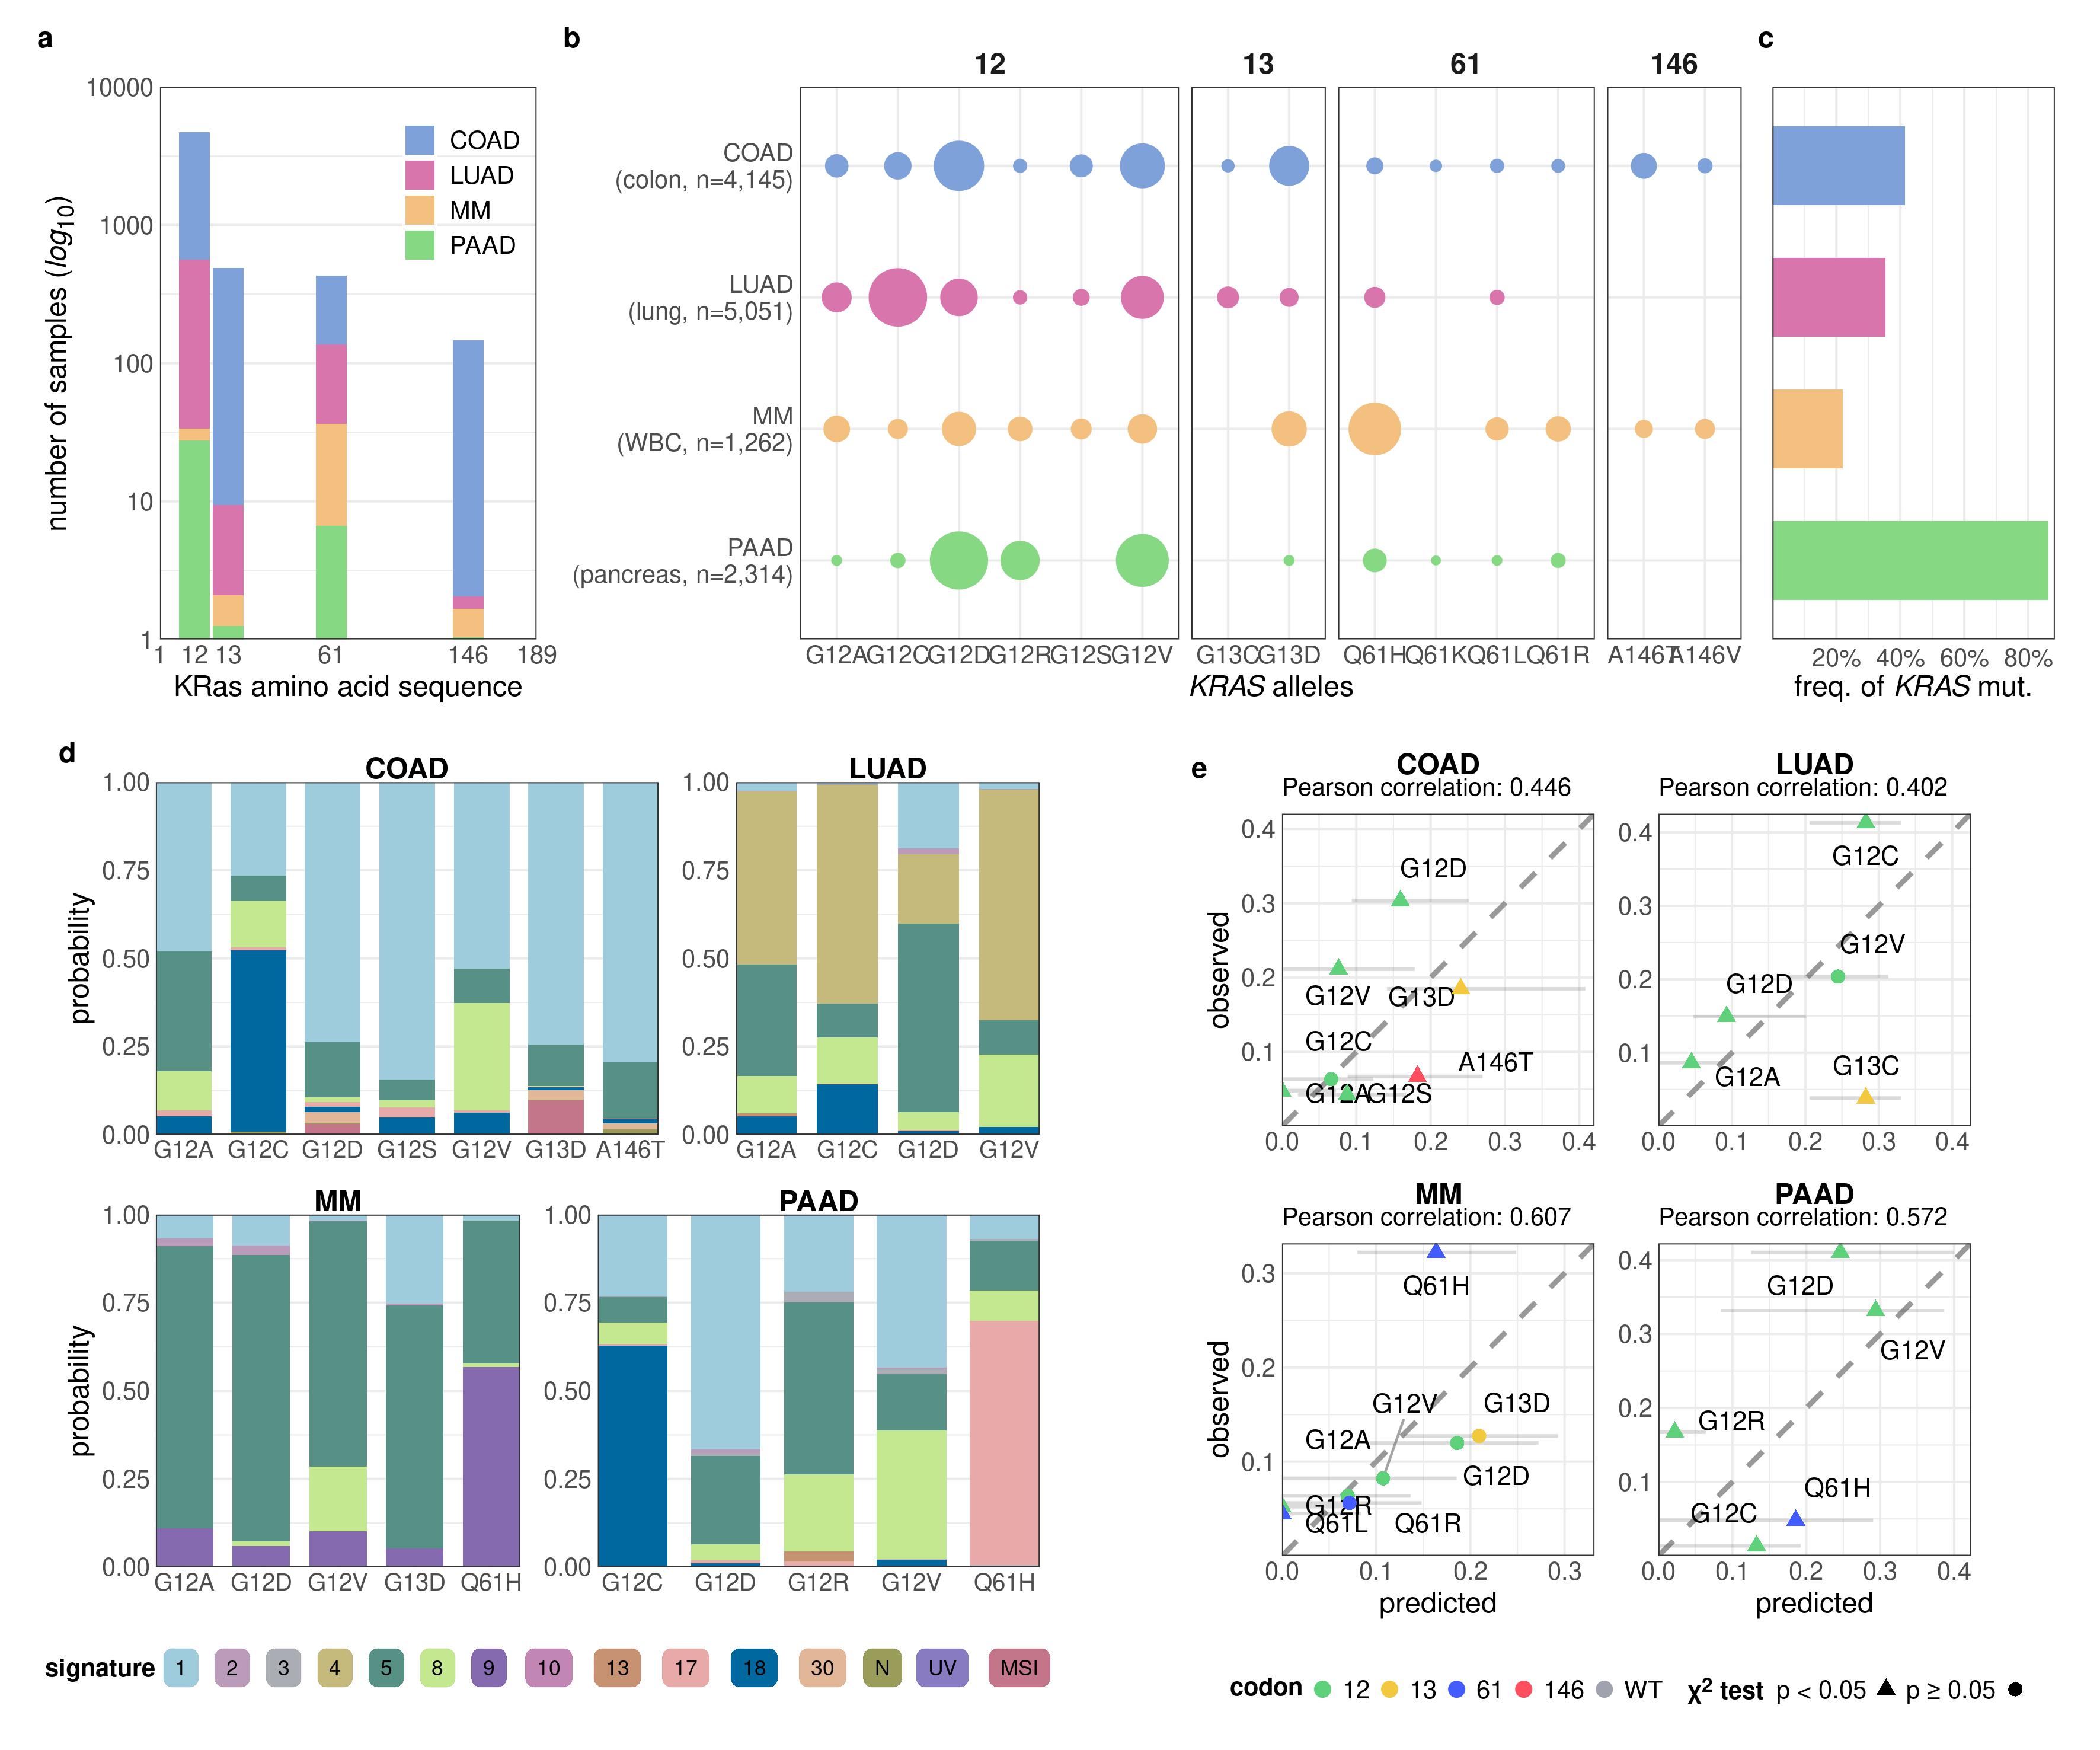 a
10000
1000
100
10
1
number of samples (log10)
COAD
LUAD
MM
PAAD
1 12 13 61 146 189
KRas amino acid sequence
b
12 13 61 146
COAD
(colon, n=4,145)
LUAD
(lung, n=5,051)
MM
(WBC, n=1,262)
PAAD
(pancreas, n=2,314)
G12A G12C G12D G12R G12S G12V G13C G13D Q61H Q61K Q61L Q61R A146T A146V
KRAS alleles
c
20% 40% 60% 80%
freq. of KRAS mut.
d
COAD
1.00
0.75
0.50
0.25
0.00
probability
G12A G12C G12D G12S G12V G13D A146T
LUAD
1.00
0.75
0.50
0.25
0.00
G12A G12C G12D G12V
MM
1.00
0.75
0.50
0.25
0.00
probability
G12A G12D G12V G13D Q61H
PAAD
1.00
0.75
0.50
0.25
0.00
G12C G12D G12R G12V Q61H
signature 1 2 3 4 5 8 9 10 13 17 18 30 N UV MSI
e
COAD
Pearson correlation: 0.446
0.4
0.3
0.2
0.1
observed
G12D
G12V
G13D
G12C
A146T
G12A
G12S
0.0 0.1 0.2 0.3 0.4
LUAD
Pearson correlation: 0.402
0.4
0.3
0.2
0.1
G12C
G12V
G12D
G13C
G12A
0.0 0.1 0.2 0.3 0.4
MM
Pearson correlation: 0.607
0.3
0.2
0.1
observed
Q61H
G12V
G13D
G12A
G12D
G12R
Q61L
Q61R
0.0 0.1 0.2 0.3
predicted
PAAD
Pearson correlation: 0.572
0.4
0.3
0.2
0.1
G12D
G12V
G12R
Q61H
G12C
0.0 0.1 0.2 0.3 0.4
predicted
codon 12 13 61 146 WT χ2 test p < 0.05 p ≥ 0.05